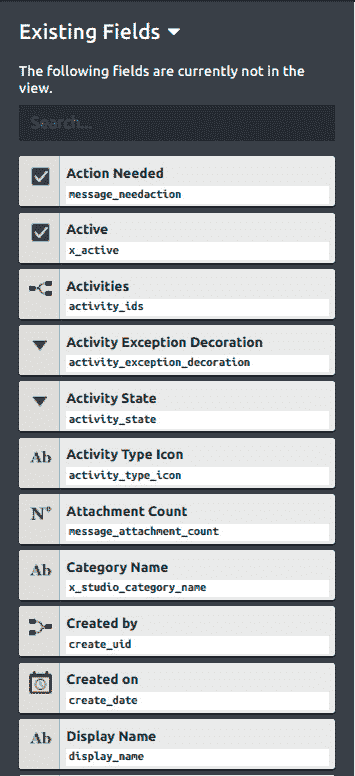 Existing Fields
The following fields are currently not in the
view.
Search...
Action Needed
message_needaction
Active
x_active
Activities
activity_ids
Activity Exception Decoration
activity_exception_decoration
Activity State
activity_state
Ab Activity Type Icon
activity_type_icon
N° Attachment Count
message_attachment_count
Ab Category Name
x_studio_category_name
Created by
create_uid
Created on
create_date
Ab Display Name
display_name